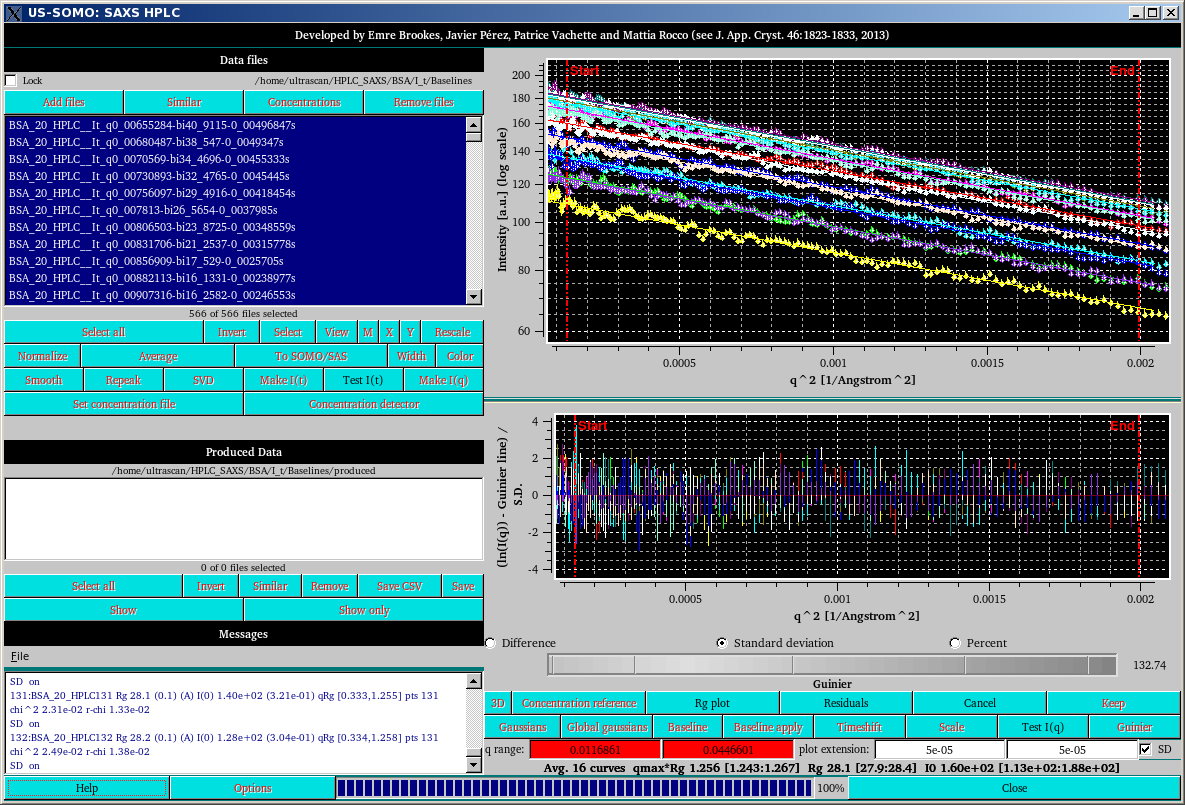 US-SOMO: SAXS HPLC
Developed by Emre Brookes, Javier Pérez, Patrice Vachette and Mattia Rocco (see J. App. Cryst. 46:1823-1833, 2013)
Data files
Lock /home/ultrascan/HPLC_SAXS/BSA/I_t/Baselines
Add files Similar Concentrations Remove files
BSA_20_HPLC__It_q0_00655284-bi40_9115-0_00496847s
BSA_20_HPLC__It_q0_00680487-bi38_547-0_0049347s
BSA_20_HPLC__It_q0_0070569-bi34_4696-0_00455333s
BSA_20_HPLC__It_q0_00730893-bi32_4765-0_0045445s
BSA_20_HPLC__It_q0_00756097-bi29_4916-0_00418454s
BSA_20_HPLC__It_q0_007813-bi26_5654-0_0037985s
BSA_20_HPLC__It_q0_00806503-bi23_8725-0_00348559s
BSA_20_HPLC__It_q0_00831706-bi21_2537-0_00315778s
BSA_20_HPLC__It_q0_00856909-bi17_529-0_0025705s
BSA_20_HPLC__It_q0_00882113-bi16_1331-0_00238977s
BSA_20_HPLC__It_q0_00907316-bi16_2582-0_00246553s
566 of 566 files selected
Select all Invert Select View M X Y Rescale
Normalize Average To SOMO/SAS Width Color
Smooth Repeak SVD Make I(t) Test I(t) Make I(q)
Set concentration file Concentration detector
Produced Data
/home/ultrascan/HPLC_SAXS/BSA/I_t/Baselines/produced
0 of 0 files selected
Select all Invert Similar Remove Save CSV Save
Show Show only
Messages
File
SD on
131:BSA_20_HPLC131 Rg 28.1 (0.1) (A) I(0) 1.40e+02 (3.21e-01) qRg [0.333,1.255] pts 131
chi^2 2.31e-02 r-chi 1.33e-02
SD on
132:BSA_20_HPLC132 Rg 28.2 (0.1) (A) I(0) 1.28e+02 (3.04e-01) qRg [0.334,1.258] pts 131
chi^2 2.49e-02 r-chi 1.38e-02
SD on
Intensity [a.u.] (log scale)
200
180
160
140
120
100
80
60
Start End
0.0005 0.001 0.0015 0.002
q^2 [1/Angstrom^2]
(ln(I(q)) - Guinier line) /
S.D.
4
2
0
-2
-4
Start End
0.0005 0.001 0.0015 0.002
q^2 [1/Angstrom^2]
Difference Standard deviation Percent
132.74
Guinier
3D Concentration reference Rg plot Residuals Cancel Keep
Gaussians Global gaussians Baseline Baseline apply Timeshift Scale Test I(q) Guinier
q range: 0.0116861 0.0446601 plot extension: 5e-05 5e-05 SD
Avg. 16 curves qmax*Rg 1.256 [1.243:1.267] Rg 28.1 [27.9:28.4] I0 1.60e+02 [1.13e+02:1.88e+02]
Help Options 100% Close